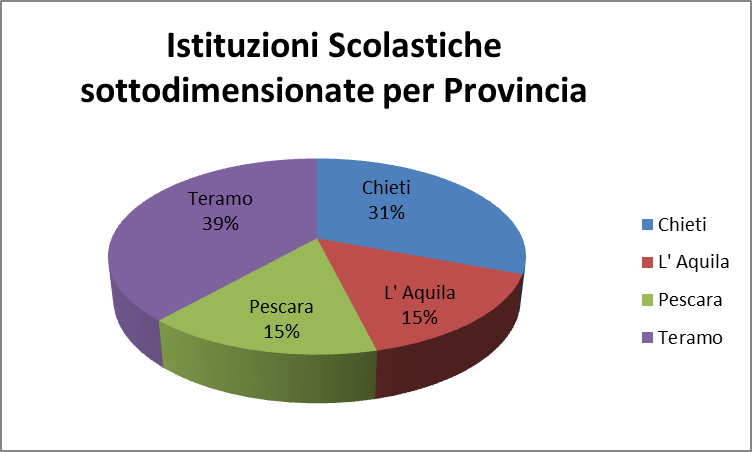 Istituzioni Scolastiche
sottodimensionate per Provincia
Teramo
39%
Chieti
31%
Pescara
15%
L' Aquila
15%
Chieti
L' Aquila
Pescara
Teramo